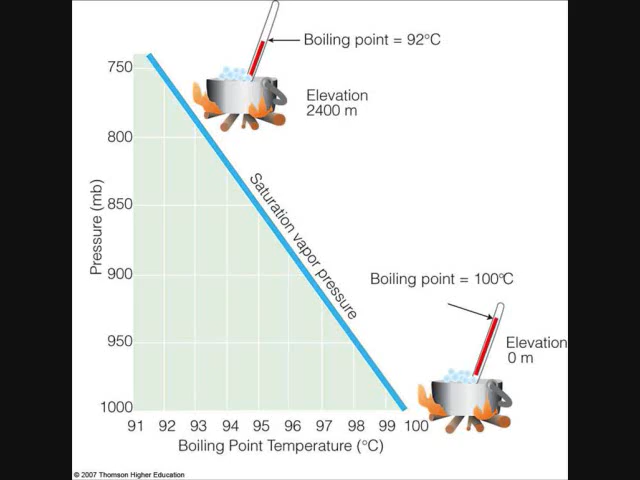 Boiling point = 92°C
Elevation
2400 m
750
800
850
900
950
1000
Pressure (mb)
Saturation vapor pressure
Boiling point = 100°C
Elevation
0 m
91 92 93 94 95 96 97 98 99 100
Boiling Point Temperature (°C)
© 2007 Thomson Higher Education